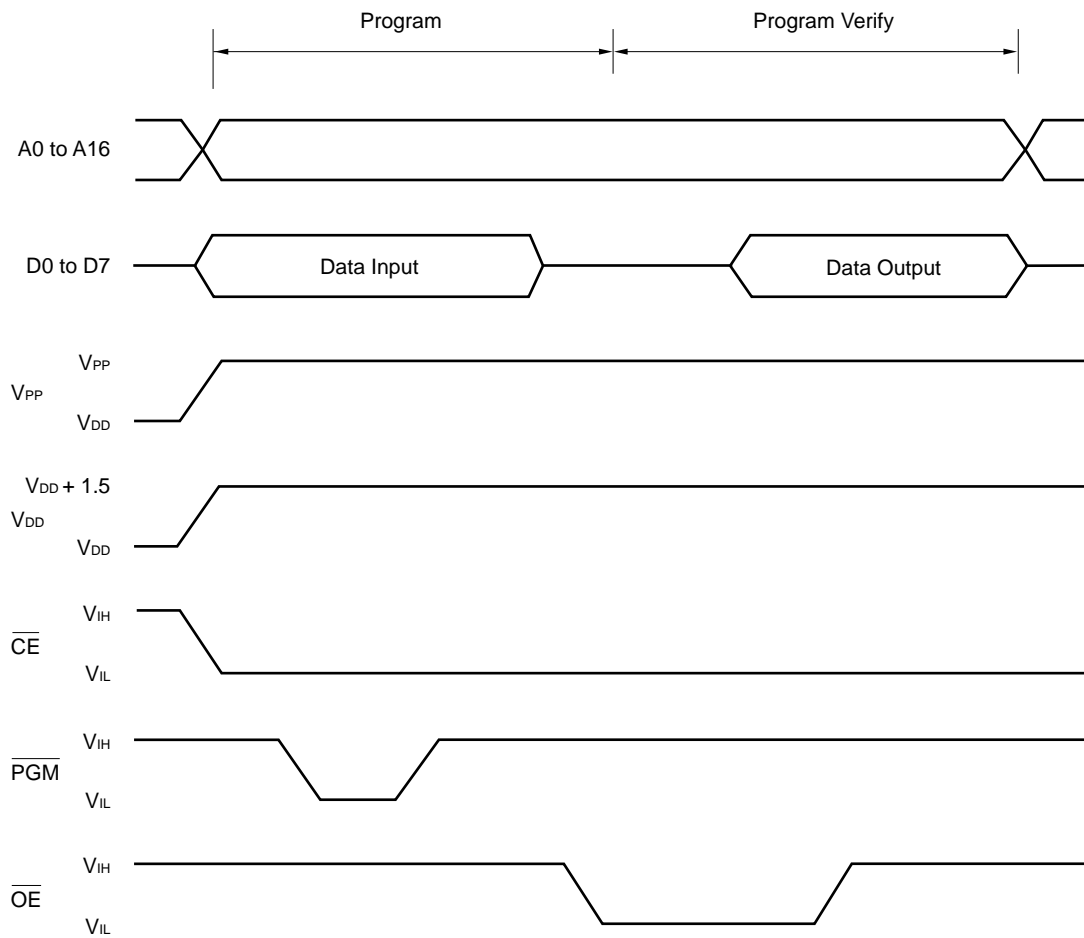 Program
Program Verify
A0 to A16
D0 to D7
Data Input
Data Output
VPP
VPP
VDD
VDD + 1.5
VDD
VDD
VIH
CE
VIL
VIH
PGM
VIL
VIH
OE
VIL